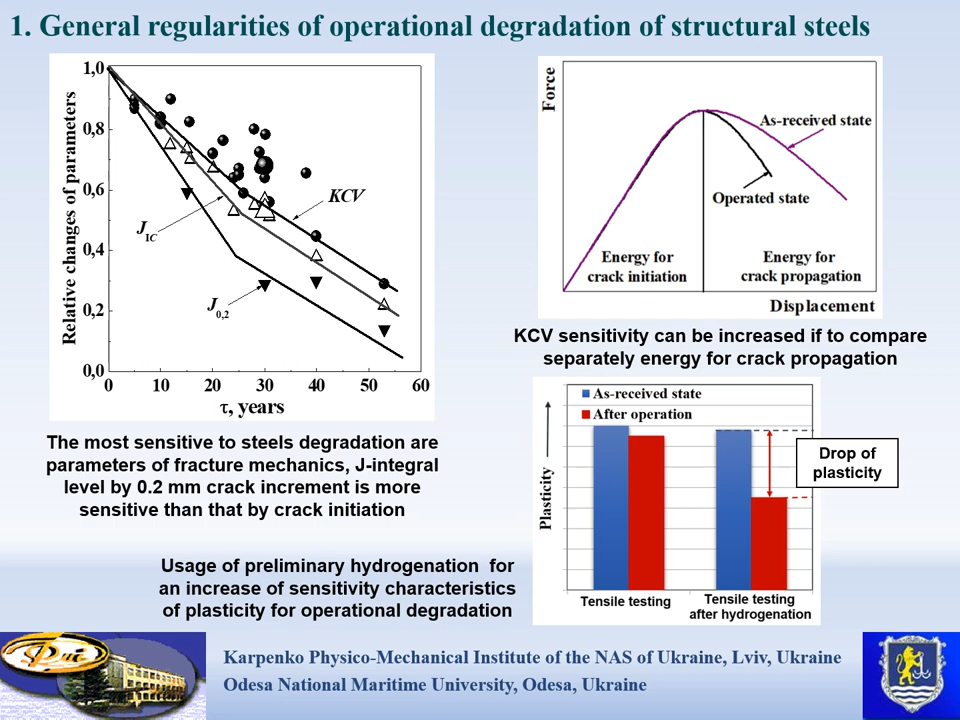 1. General regularities of operational degradation of structural steels
Relative changes of parameters
1,0
0,8
0,6
0,4
0,2
0,0
0 10 20 30 40 50 60
τ, years
KCV
J IC
J 0,2
The most sensitive to steels degradation are
parameters of fracture mechanics, J-integral
level by 0.2 mm crack increment is more
sensitive than that by crack initiation
Force
As-received state
Operated state
Energy for
crack initiation
Energy for
crack propagation
Displacement
KCV sensitivity can be increased if to compare
separately energy for crack propagation
Plasticity
As-received state
After operation
Drop of
plasticity
Tensile testing
Tensile testing
after hydrogenation
Usage of preliminary hydrogenation for
an increase of sensitivity characteristics
of plasticity for operational degradation
Karpenko Physico-Mechanical Institute of the NAS of Ukraine, Lviv, Ukraine
Odesa National Maritime University, Odesa, Ukraine